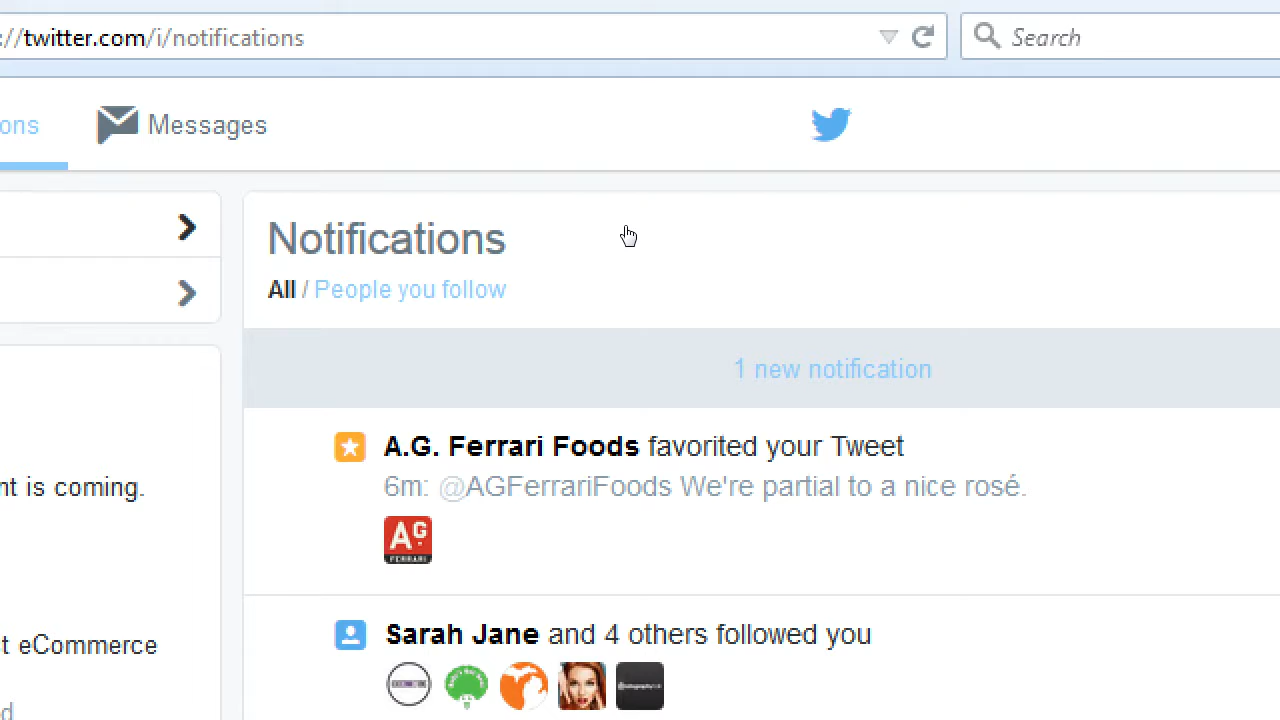 ://twitter.com/i/notifications
Search
ons
Messages
Notifications
All / People you follow
1 new notification
A.G. Ferrari Foods favorited your Tweet
6m: @AGFerrariFoods We're partial to a nice rosé.
nt is coming.
AG
FERRARI
Sarah Jane and 4 others followed you
t eCommerce
d